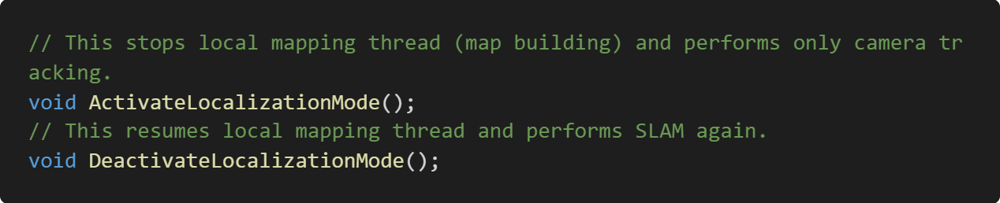 // This stops local mapping thread (map building) and performs only camera tr
acking.
void ActivateLocalizationMode();
// This resumes local mapping thread and performs SLAM again.
void DeactivateLocalizationMode();